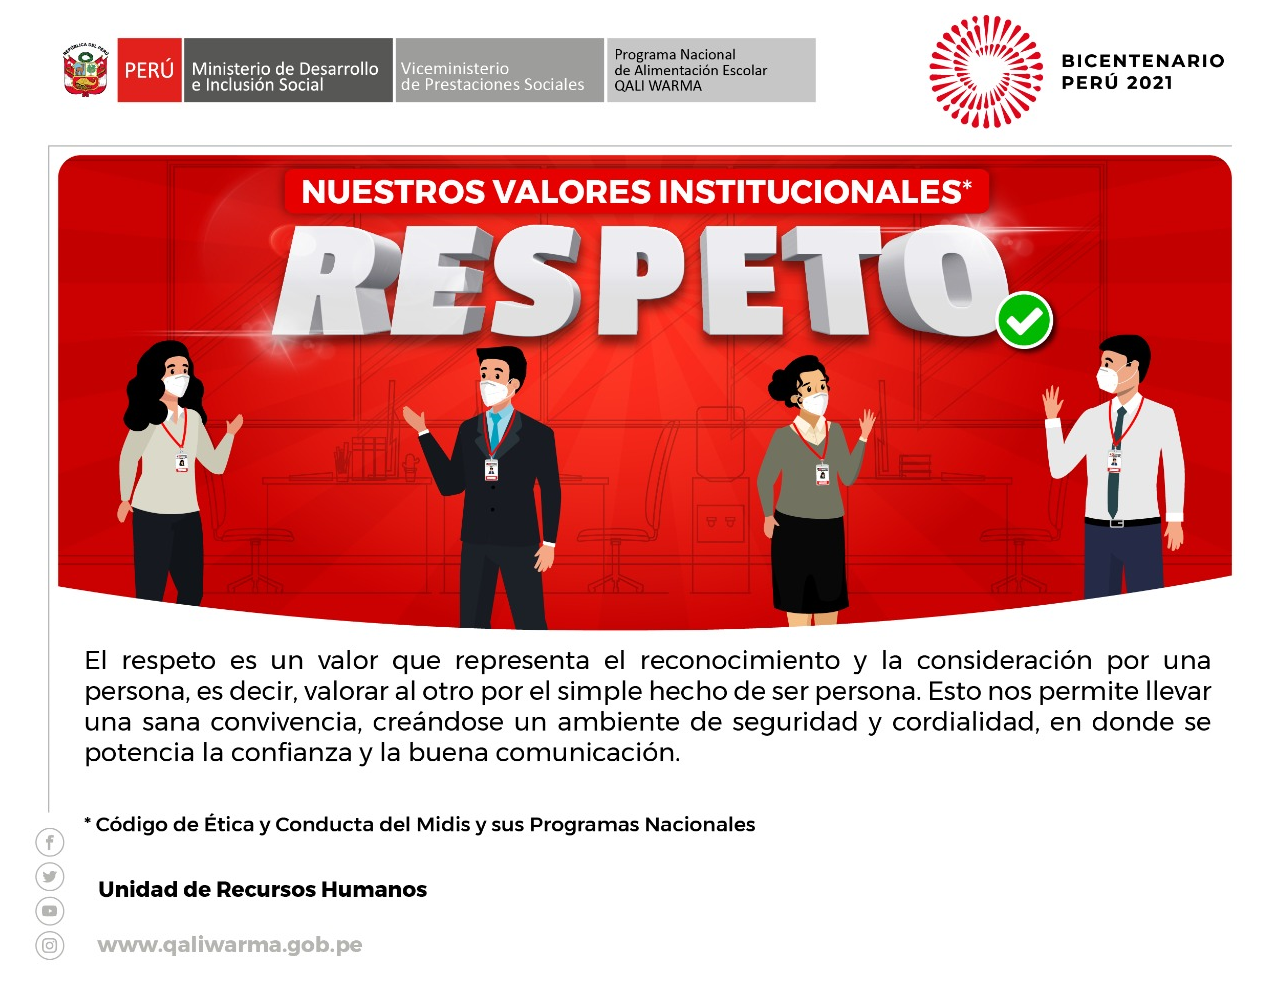 REPÚBLICA DEL PERÚ
PERÚ
Ministerio de Desarrollo
e Inclusión Social
Viceministerio
de Prestaciones Sociales
Programa Nacional
de Alimentación Escolar
QALI WARMA
BICENTENARIO
PERÚ 2021
NUESTROS VALORES INSTITUCIONALES*
RESPETO
El respeto es un valor que representa el reconocimiento y la consideración por una
persona, es decir, valorar al otro por el simple hecho de ser persona. Esto nos permite llevar
una sana convivencia, creándose un ambiente de seguridad y cordialidad, en donde se
potencia la confianza y la buena comunicación.
* Código de Ética y Conducta del Midis y sus Programas Nacionales
Unidad de Recursos Humanos
www.qaliwarma.gob.pe